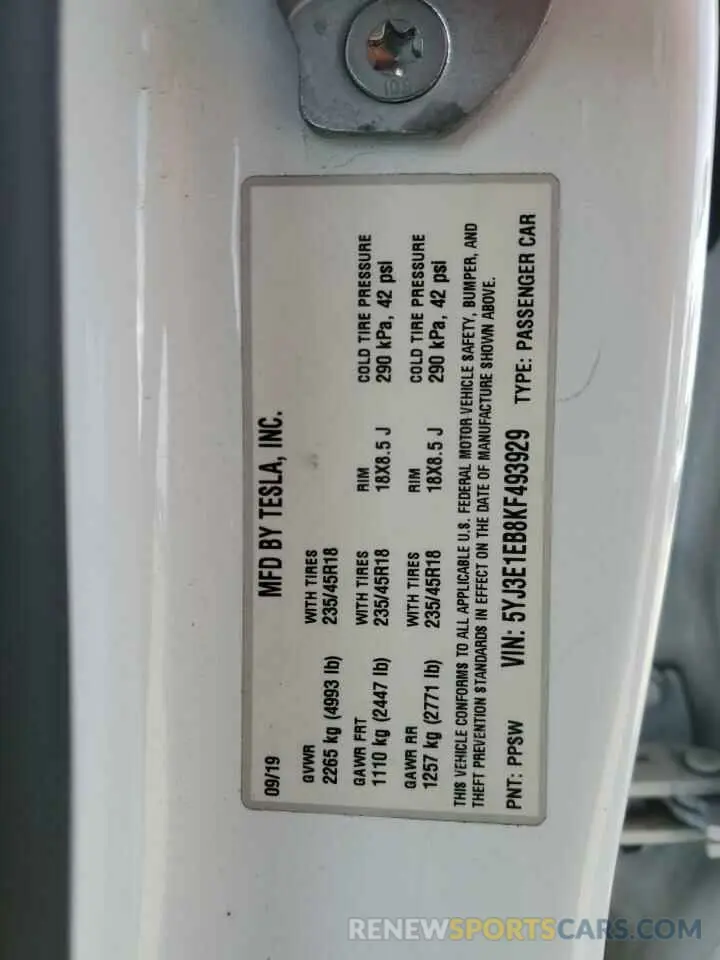 09/19 MFD BY TESLA, INC.
GVWR WITH TIRES
2265 kg (4993 lb) 235/45R18
GAWR FRT WITH TIRES RIM COLD TIRE PRESSURE
1110 kg (2447 lb) 235/45R18 18X8.5 J 290 kPa, 42 psi
GAWR RR WITH TIRES RIM COLD TIRE PRESSURE
1257 kg (2771 lb) 235/45R18 18X8.5 J 290 kPa, 42 psi
THIS VEHICLE CONFORMS TO ALL APPLICABLE U.S. FEDERAL MOTOR VEHICLE SAFETY, BUMPER, AND
THEFT PREVENTION STANDARDS IN EFFECT ON THE DATE OF MANUFACTURE SHOWN ABOVE.
PNT: PPSW VIN: 5YJ3E1EB8KF493929 TYPE: PASSENGER CAR
RENEWSPORTSCARS.COM